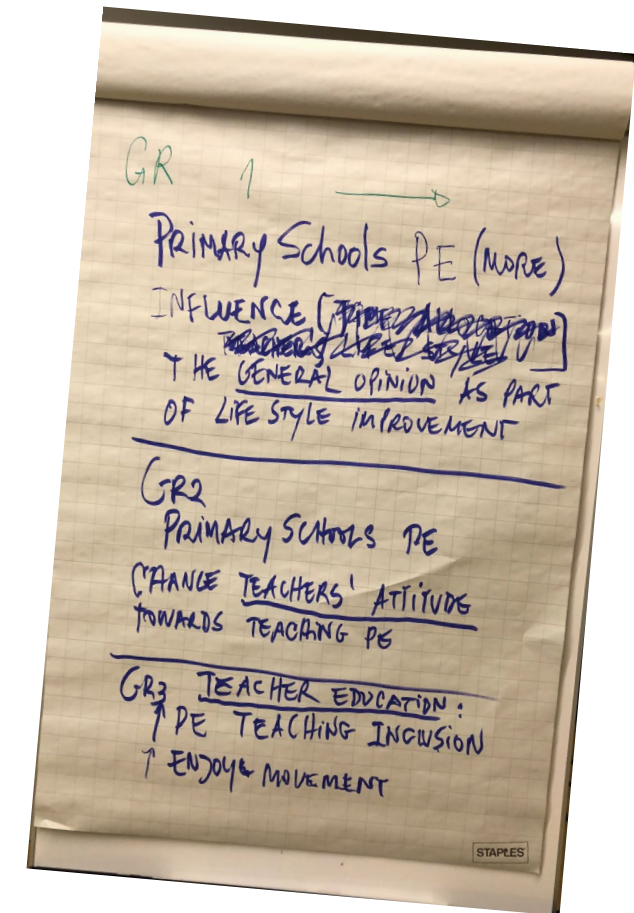 GR 1 →
PRIMARY SChOOLS PE (MORE)
INFLUENCE [
]
THE GENERAL OPINION AS PART
OF LIFE STYLE IMPROVEMENT
GR2
PRIMARY SCHOOLS PE
CHANGE TEACHERS' ATTITUDE
TOWARDS TEACHING PE
GR3 TEACHER EDUCATION:
↑ PE TEACHING INCLUSION
↑ ENJOY MOVEMENT
STAPLES